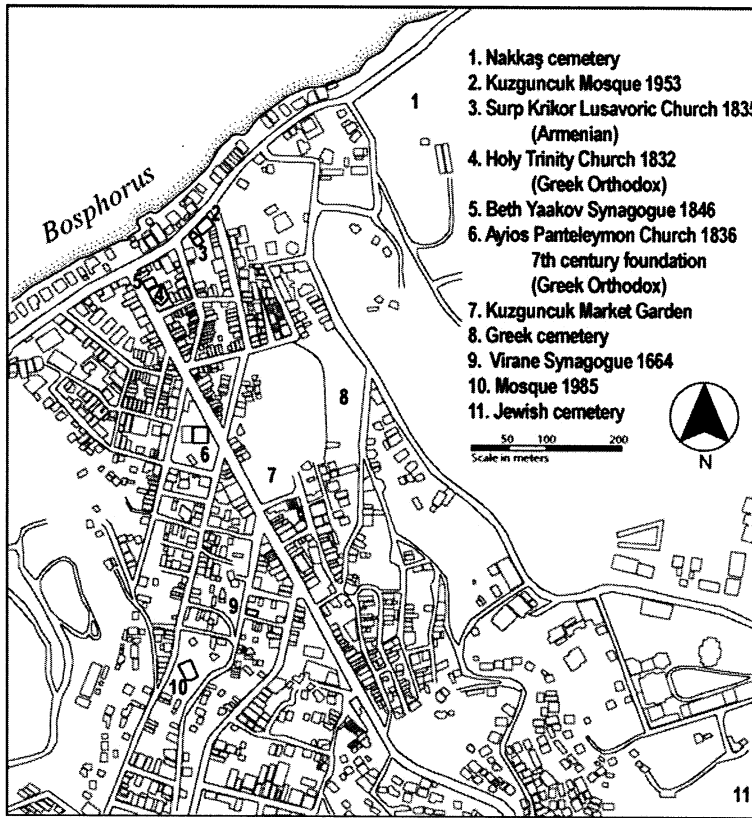 1. Nakkaş cemetery
2. Kuzguncuk Mosque 1953
3. Surp Krikor Lusavoric Church 1835
(Armenian)
4. Holy Trinity Church 1832
(Greek Orthodox)
5. Beth Yaakov Synagogue 1846
6. Ayios Panteleymon Church 1836
7th century foundation
(Greek Orthodox)
7. Kuzguncuk Market Garden
8. Greek cemetery
9. Virane Synagogue 1664
10. Mosque 1985
11. Jewish cemetery
50 100 200
Scale in meters
N
Bosphorus
1
2
3
5
4
8
6
7
9
10
11